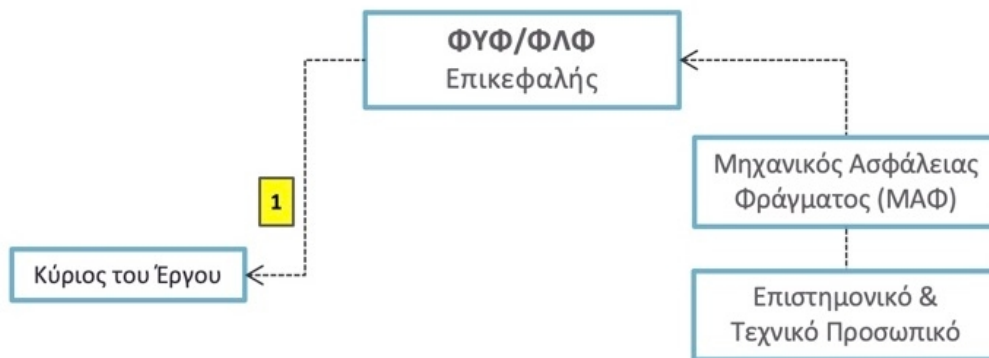 ΦΥΦ/ΦΛΦ
Επικεφαλής
Μηχανικός Ασφάλειας
Φράγματος (ΜΑΦ)
1
Κύριος του Έργου
Επιστημονικό &
Τεχνικό Προσωπικό